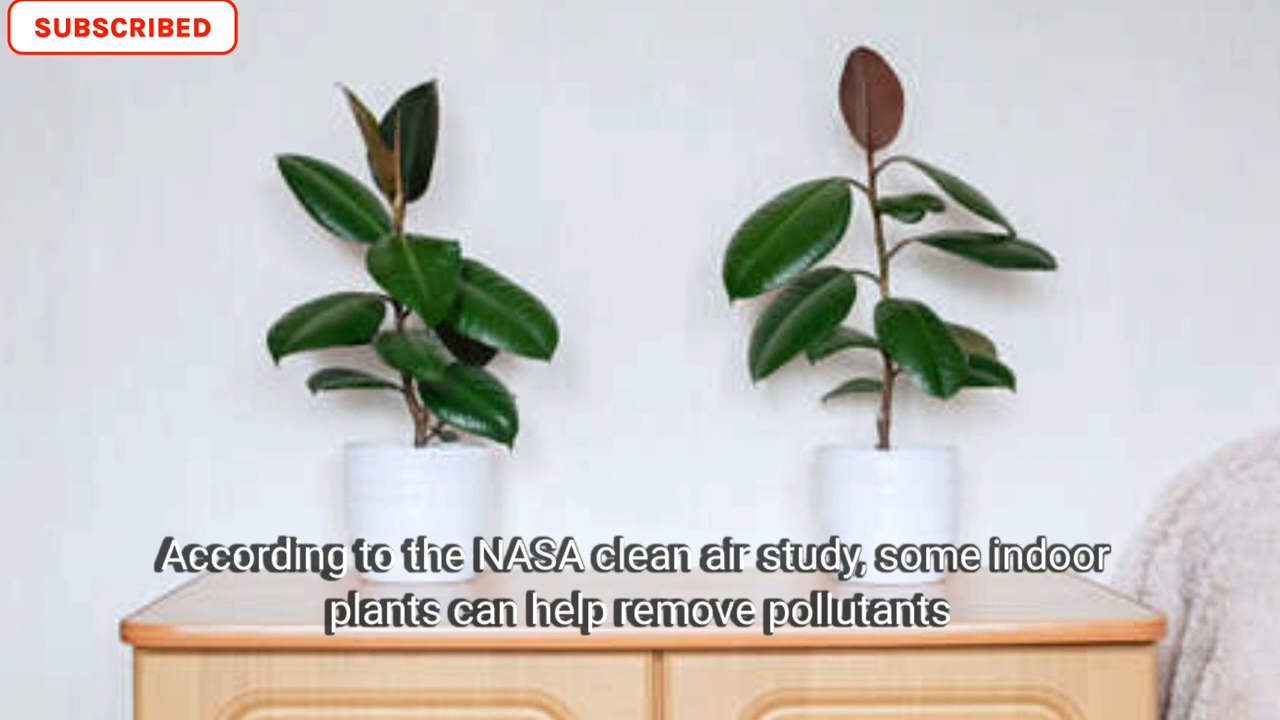 SUBSCRIBED
According to the NASA clean air study, some indoor
plants can help remove pollutants